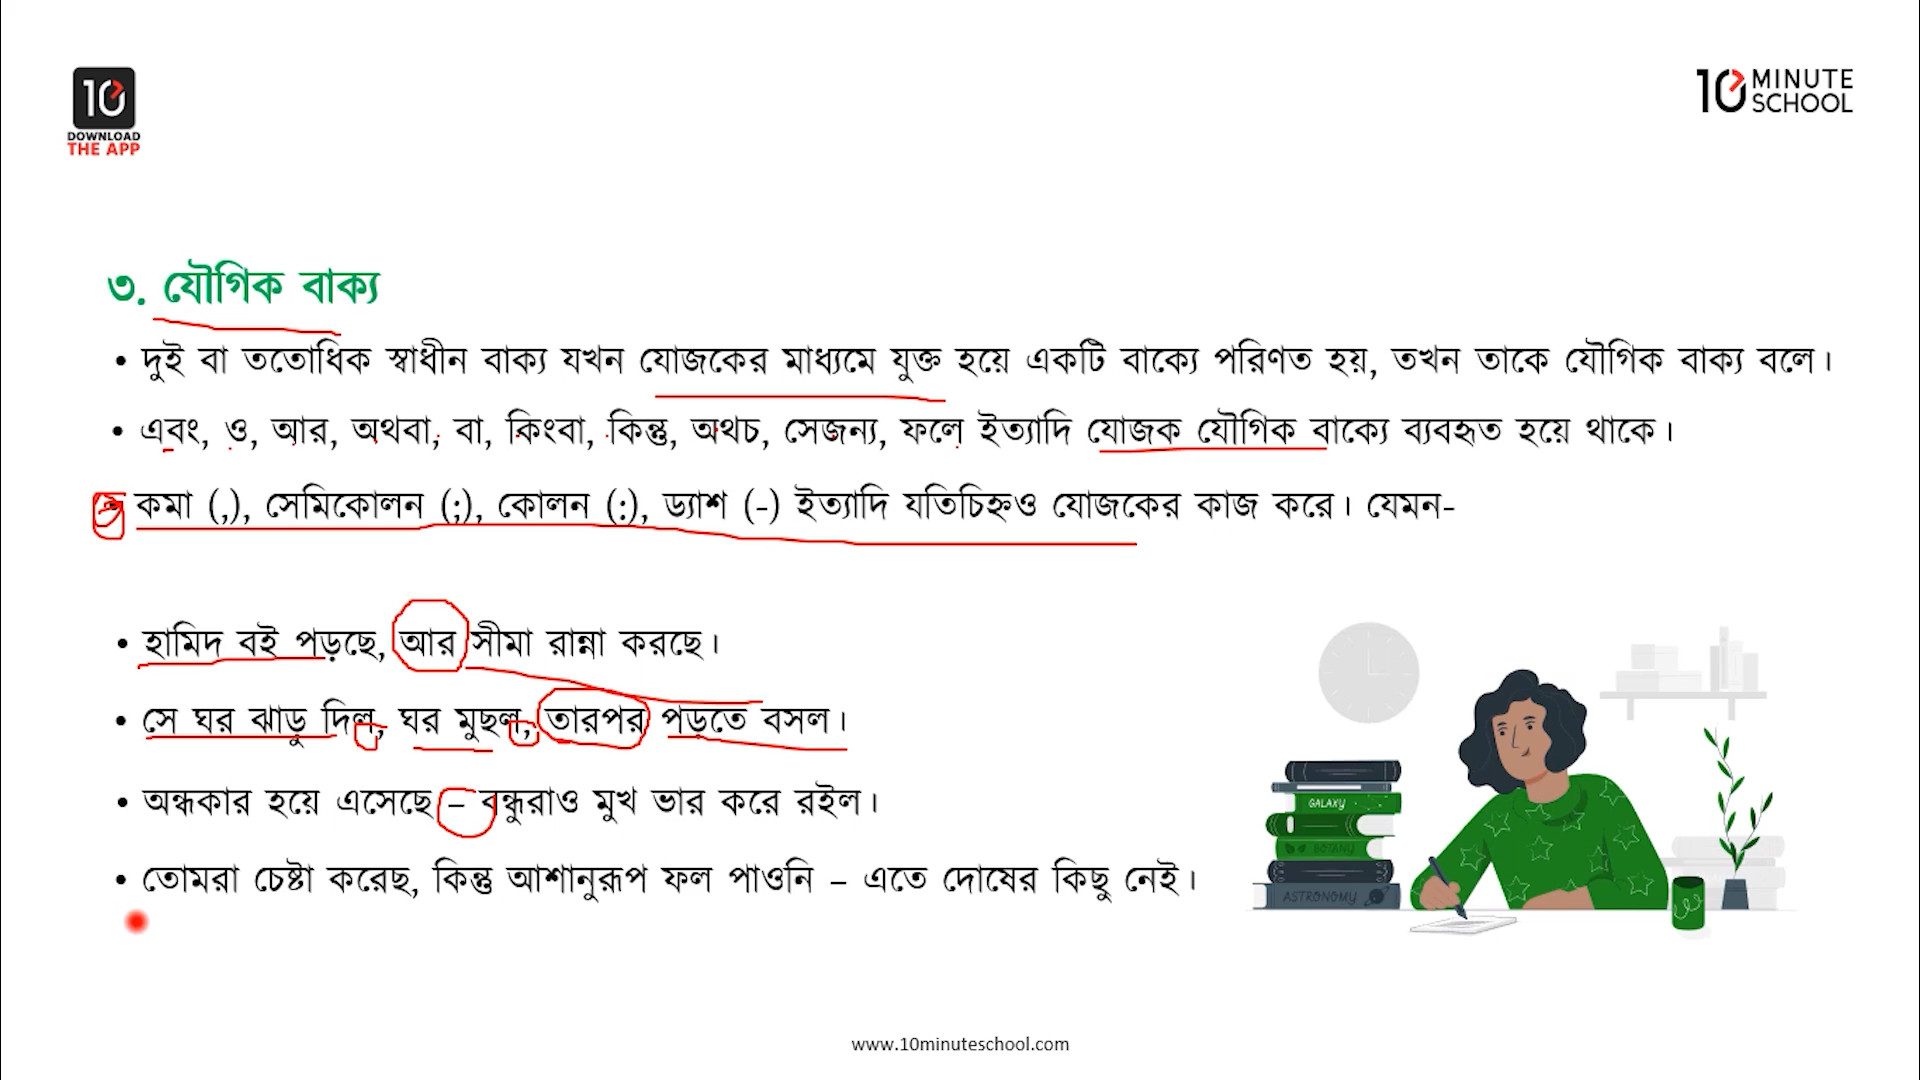 10
DOWNLOAD
THE APP
10 MINUTE
SCHOOL
৩. যৌগিক বাক্য
• দুই বা ততোধিক স্বাধীন বাক্য যখন যোজকের মাধ্যমে যুক্ত হয়ে একটি বাক্যে পরিণত হয়, তখন তাকে যৌগিক বাক্য বলে।
• এবং, ও, আর, অথবা, বা, কিংবা, কিন্তু, অথচ, সেজন্য, ফলে ইত্যাদি যোজক যৌগিক বাক্যে ব্যবহৃত হয়ে থাকে।
• কমা (,), সেমিকোলন (;), কোলন (:), ড্যাশ (-) ইত্যাদি যতিচিহ্নও যোজকের কাজ করে। যেমন-
• হামিদ বই পড়ছে, আর সীমা রান্না করছে।
• সে ঘর ঝাড়ু দিল, ঘর মুছল, তারপর পড়তে বসল।
• অন্ধকার হয়ে এসেছে – বন্ধুরাও মুখ ভার করে রইল।
• তোমরা চেষ্টা করেছ, কিন্তু আশানুরূপ ফল পাওনি – এতে দোষের কিছু নেই।
GALAXY
BOTANY
ASTRONOMY
www.10minuteschool.com